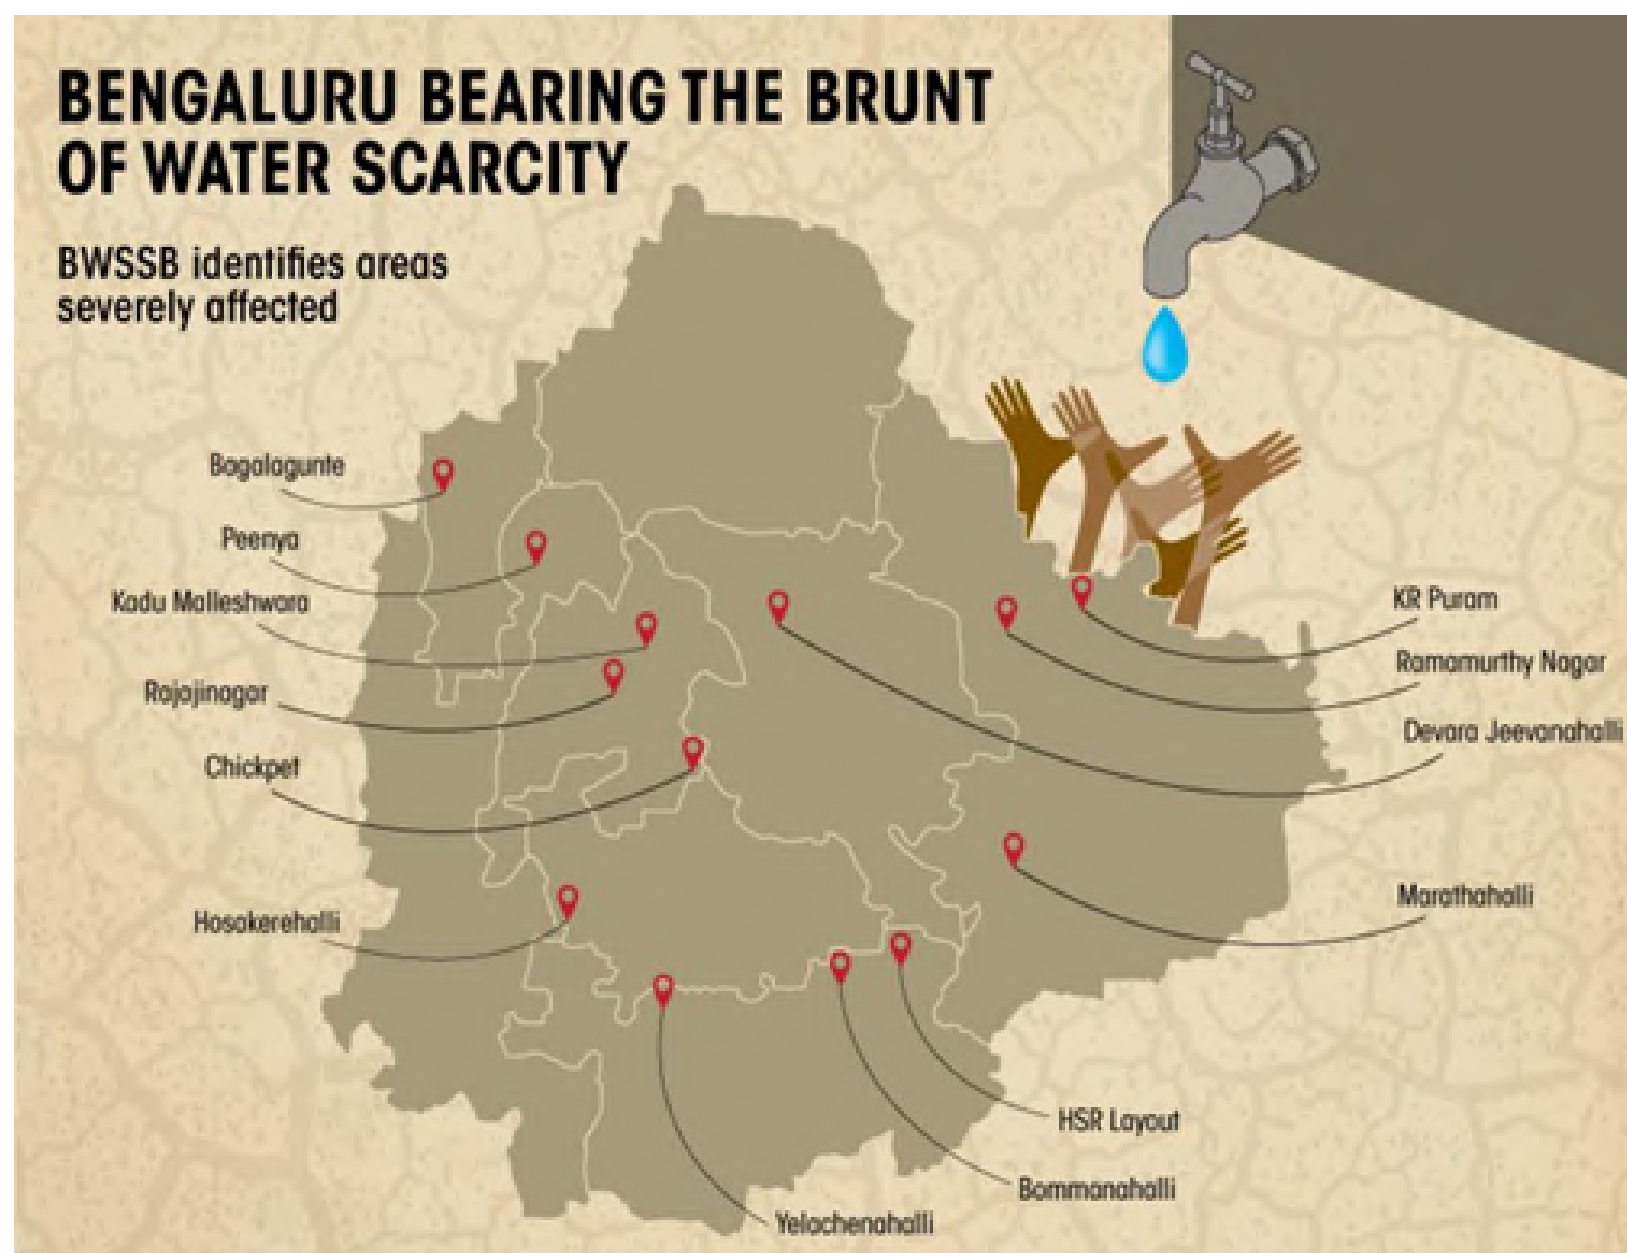 BENGALURU BEARING THE BRUNT
OF WATER SCARCITY
BWSSB identifies areas
severely affected
Bagalagunte
Peenya
Kadu Malleshwara
Rajajinagar
Chickpet
Hosakerehalli
KR Puram
Ramamurthy Nagar
Devara Jeevanahalli
Marathahalli
HSR Layout
Bommanahalli
Yelachenahalli